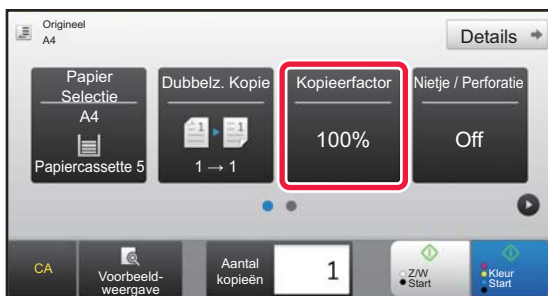 Origineel
A4
Details
Papier
Selectie
A4
Papiercassette 5
Dubbelz. Kopie
1 → 1
Kopieerfactor
100%
Nietje / Perforatie
Off
CA
Voorbeeld-
weergave
Aantal
kopieën
1
Z/W
Start
Kleur
Start